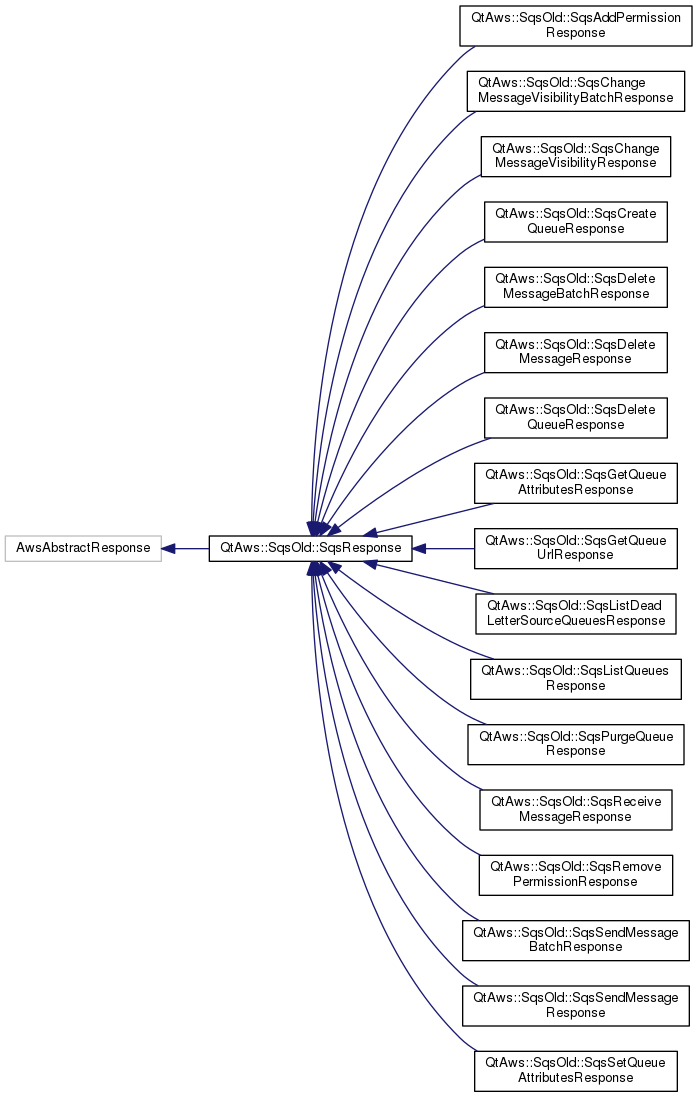 QtAws::SqsOld::SqsAddPermission
Response
QtAws::SqsOld::SqsChange
MessageVisibilityBatchResponse
QtAws::SqsOld::SqsChange
MessageVisibilityResponse
QtAws::SqsOld::SqsCreate
QueueResponse
QtAws::SqsOld::SqsDelete
MessageBatchResponse
QtAws::SqsOld::SqsDelete
MessageResponse
QtAws::SqsOld::SqsDelete
QueueResponse
QtAws::SqsOld::SqsGetQueue
AttributesResponse
AwsAbstractResponse
QtAws::SqsOld::SqsResponse
QtAws::SqsOld::SqsGetQueue
UrlResponse
QtAws::SqsOld::SqsListDead
LetterSourceQueuesResponse
QtAws::SqsOld::SqsListQueues
Response
QtAws::SqsOld::SqsPurgeQueue
Response
QtAws::SqsOld::SqsReceive
MessageResponse
QtAws::SqsOld::SqsRemove
PermissionResponse
QtAws::SqsOld::SqsSendMessage
BatchResponse
QtAws::SqsOld::SqsSendMessage
Response
QtAws::SqsOld::SqsSetQueue
AttributesResponse